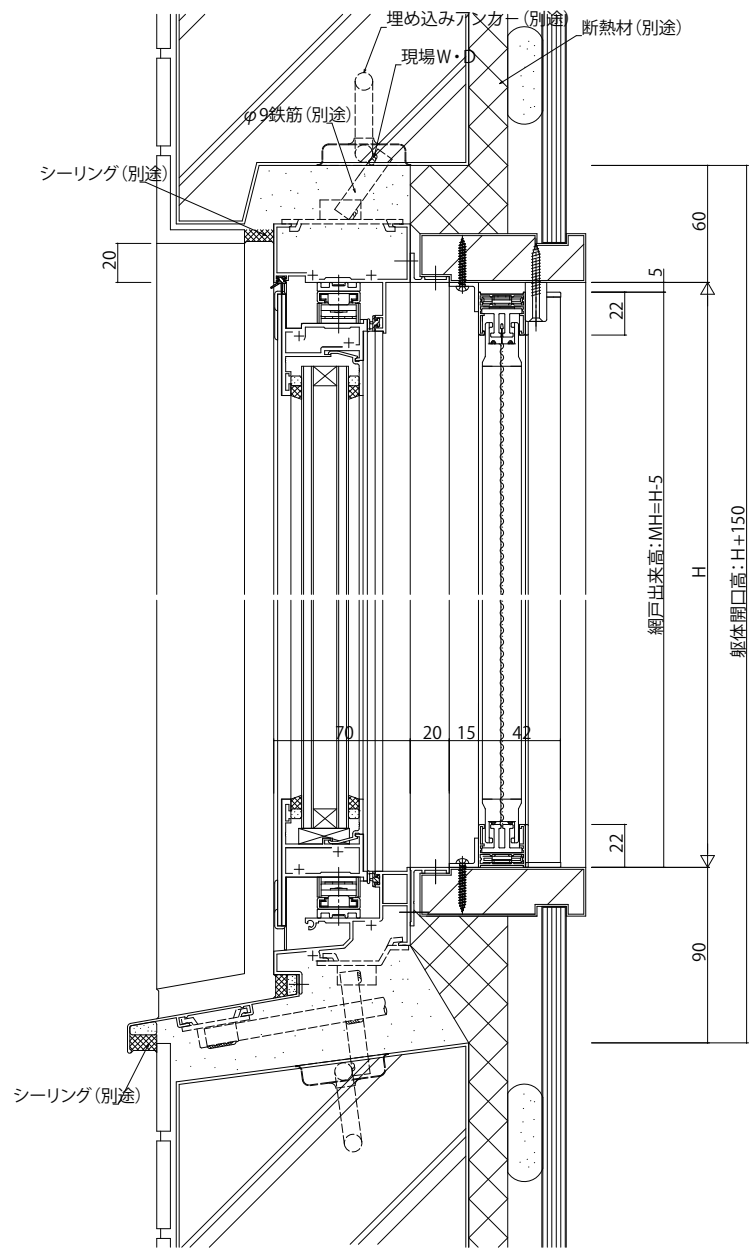 埋め込みアンカー(別途)
断熱材(別途)
現場W・D
φ9鉄筋(別途)
シーリング(別途)
20
60
5
22
網戸出来高:MH=H-5
H
躯体開口高:H+150
70
20
15
42
22
90
シーリング(別途)